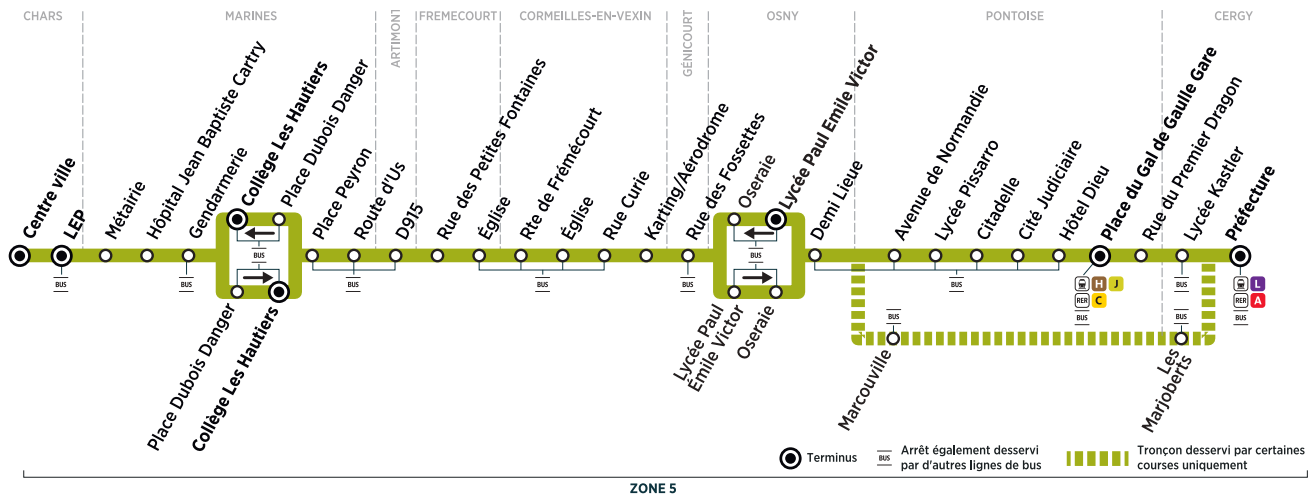 CHARS
MARINES
ARTIMONT
FREMECOURT
CORMEILLES-EN-VEXIN
GÉNICOURT
OSNY
PONTOISE
CERGY
Centre ville
LEP
Métairie
Hôpital Jean Baptiste Cartry
Gendarmerie
Collège Les Hautiers
Place Dubois Danger
Place Peyron
Route d'Us
D915
Rue des Petites Fontaines
Eglise
Rte de Frémécourt
Église
Rue Curie
Karting/Aérodrome
Rue des Fossettes
Oseraie
Lycée Paul Emile Victor
Demi Lieue
Avenue de Normandie
Lycée Pissarro
Citadelle
Cité Judiciaire
Hôtel Dieu
Place du Gal de Gaulle Gare
Rue du Premier Dragon
Lycée Kastler
Préfecture
BUS
BUS
BUS
BUS
BUS
BUS
BUS
BUS
BUS
BUS
BUS
H J
RER C
BUS
L
RER A
BUS
BUS
BUS
Place Dubois Danger
Collège Les Hautiers
Lycée Paul
Émile Victor
Oseraie
Marcouville
Les
Marjoberts
Terminus
BUS
Arrêt également desservi
par d'autres lignes de bus
Tronçon desservi par certaines
courses uniquement
ZONE 5